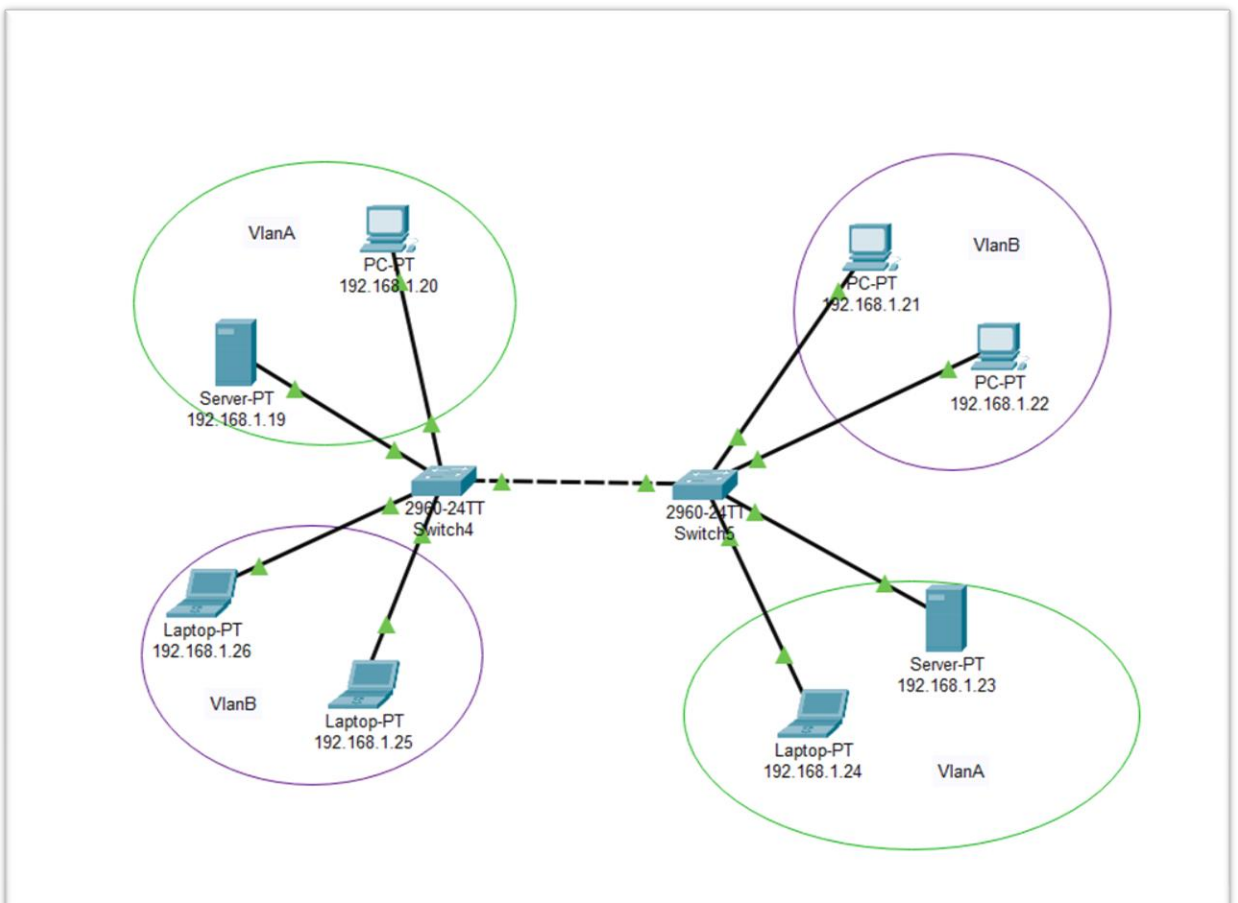 VlanA
PC-PT
192.168.1.20
Server-PT
192.168.1.19
2960-24TT
Switch4
Laptop-PT
192.168.1.26
VlanB
Laptop-PT
192.168.1.25
VlanB
PC-PT
192.168.1.21
PC-PT
192.168.1.22
2960-24TT
Switch5
Server-PT
192.168.1.23
Laptop-PT
192.168.1.24
VlanA